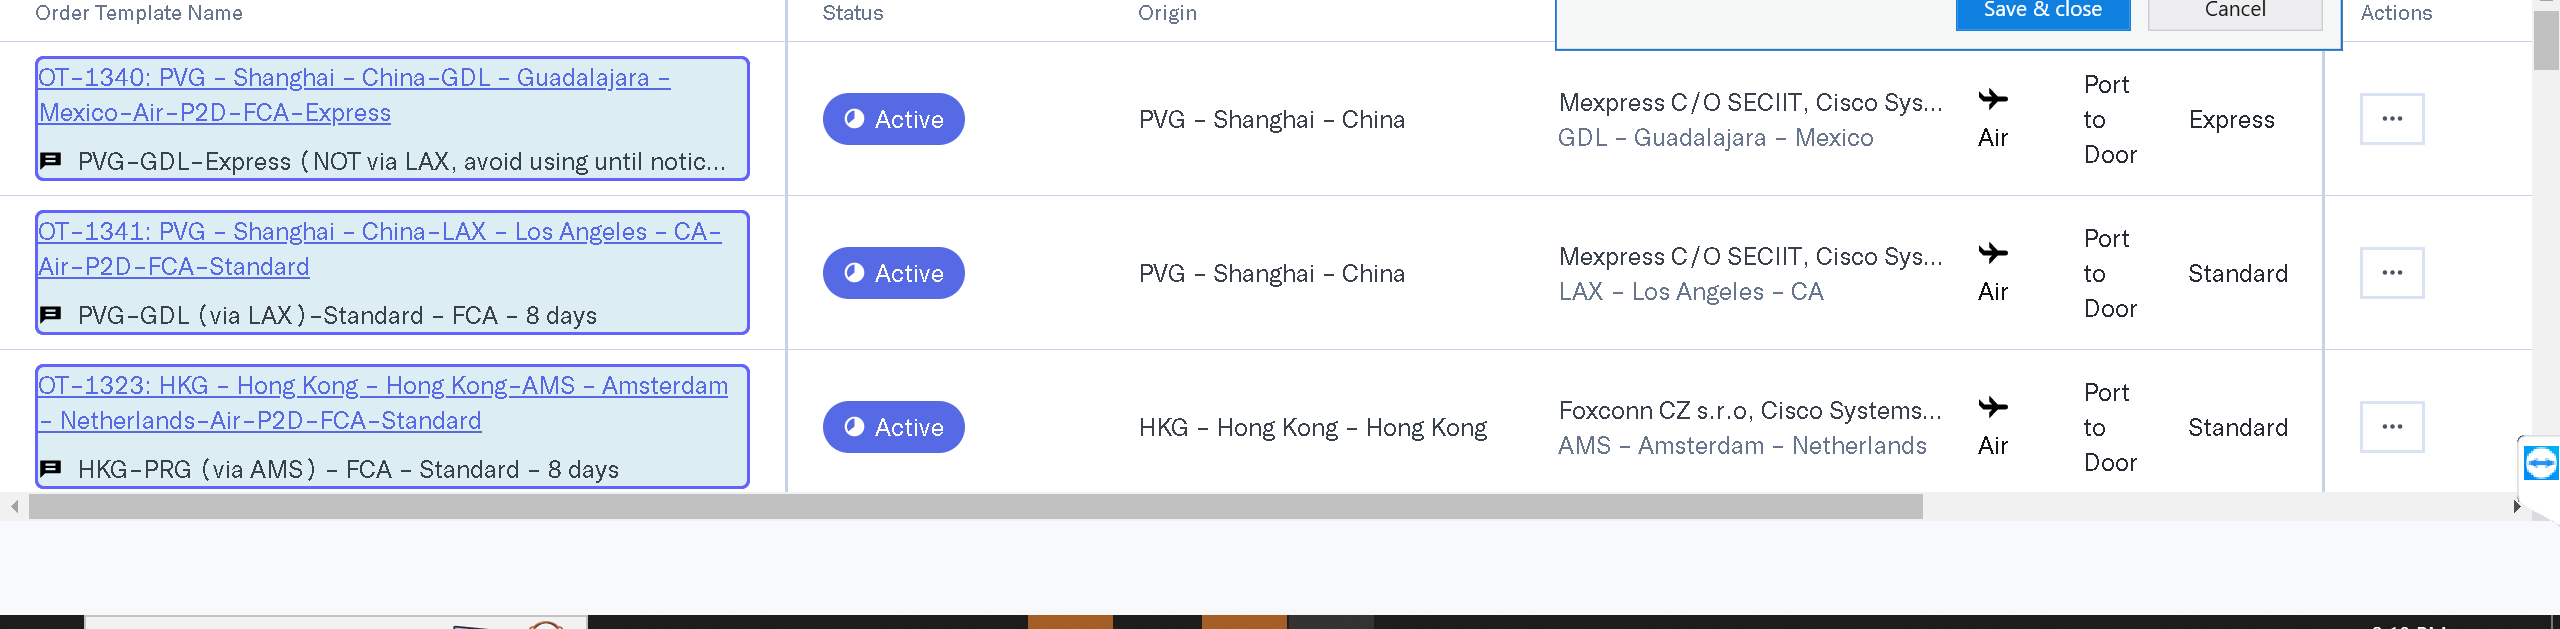 Order Template Name
Status
Origin
Save & close
Cancel
Actions
OT-1340: PVG - Shanghai - China-GDL - Guadalajara -
Mexico-Air-P2D-FCA-Express
PVG-GDL-Express (NOT via LAX, avoid using until notic...
Active
PVG - Shanghai - China
Mexpress C/O SECIIT, Cisco Sys...
GDL - Guadalajara - Mexico
Air
Port
to
Door
Express
...
OT-1341: PVG - Shanghai - China-LAX - Los Angeles - CA-
Air-P2D-FCA-Standard
PVG-GDL (via LAX)-Standard - FCA - 8 days
Active
PVG - Shanghai - China
Mexpress C/O SECIIT, Cisco Sys...
LAX - Los Angeles - CA
Air
Port
to
Door
Standard
...
OT-1323: HKG - Hong Kong - Hong Kong-AMS - Amsterdam
- Netherlands-Air-P2D-FCA-Standard
HKG-PRG (via AMS) - FCA - Standard - 8 days
Active
HKG - Hong Kong - Hong Kong
Foxconn CZ s.r.o, Cisco Systems...
AMS - Amsterdam - Netherlands
Air
Port
to
Door
Standard
...